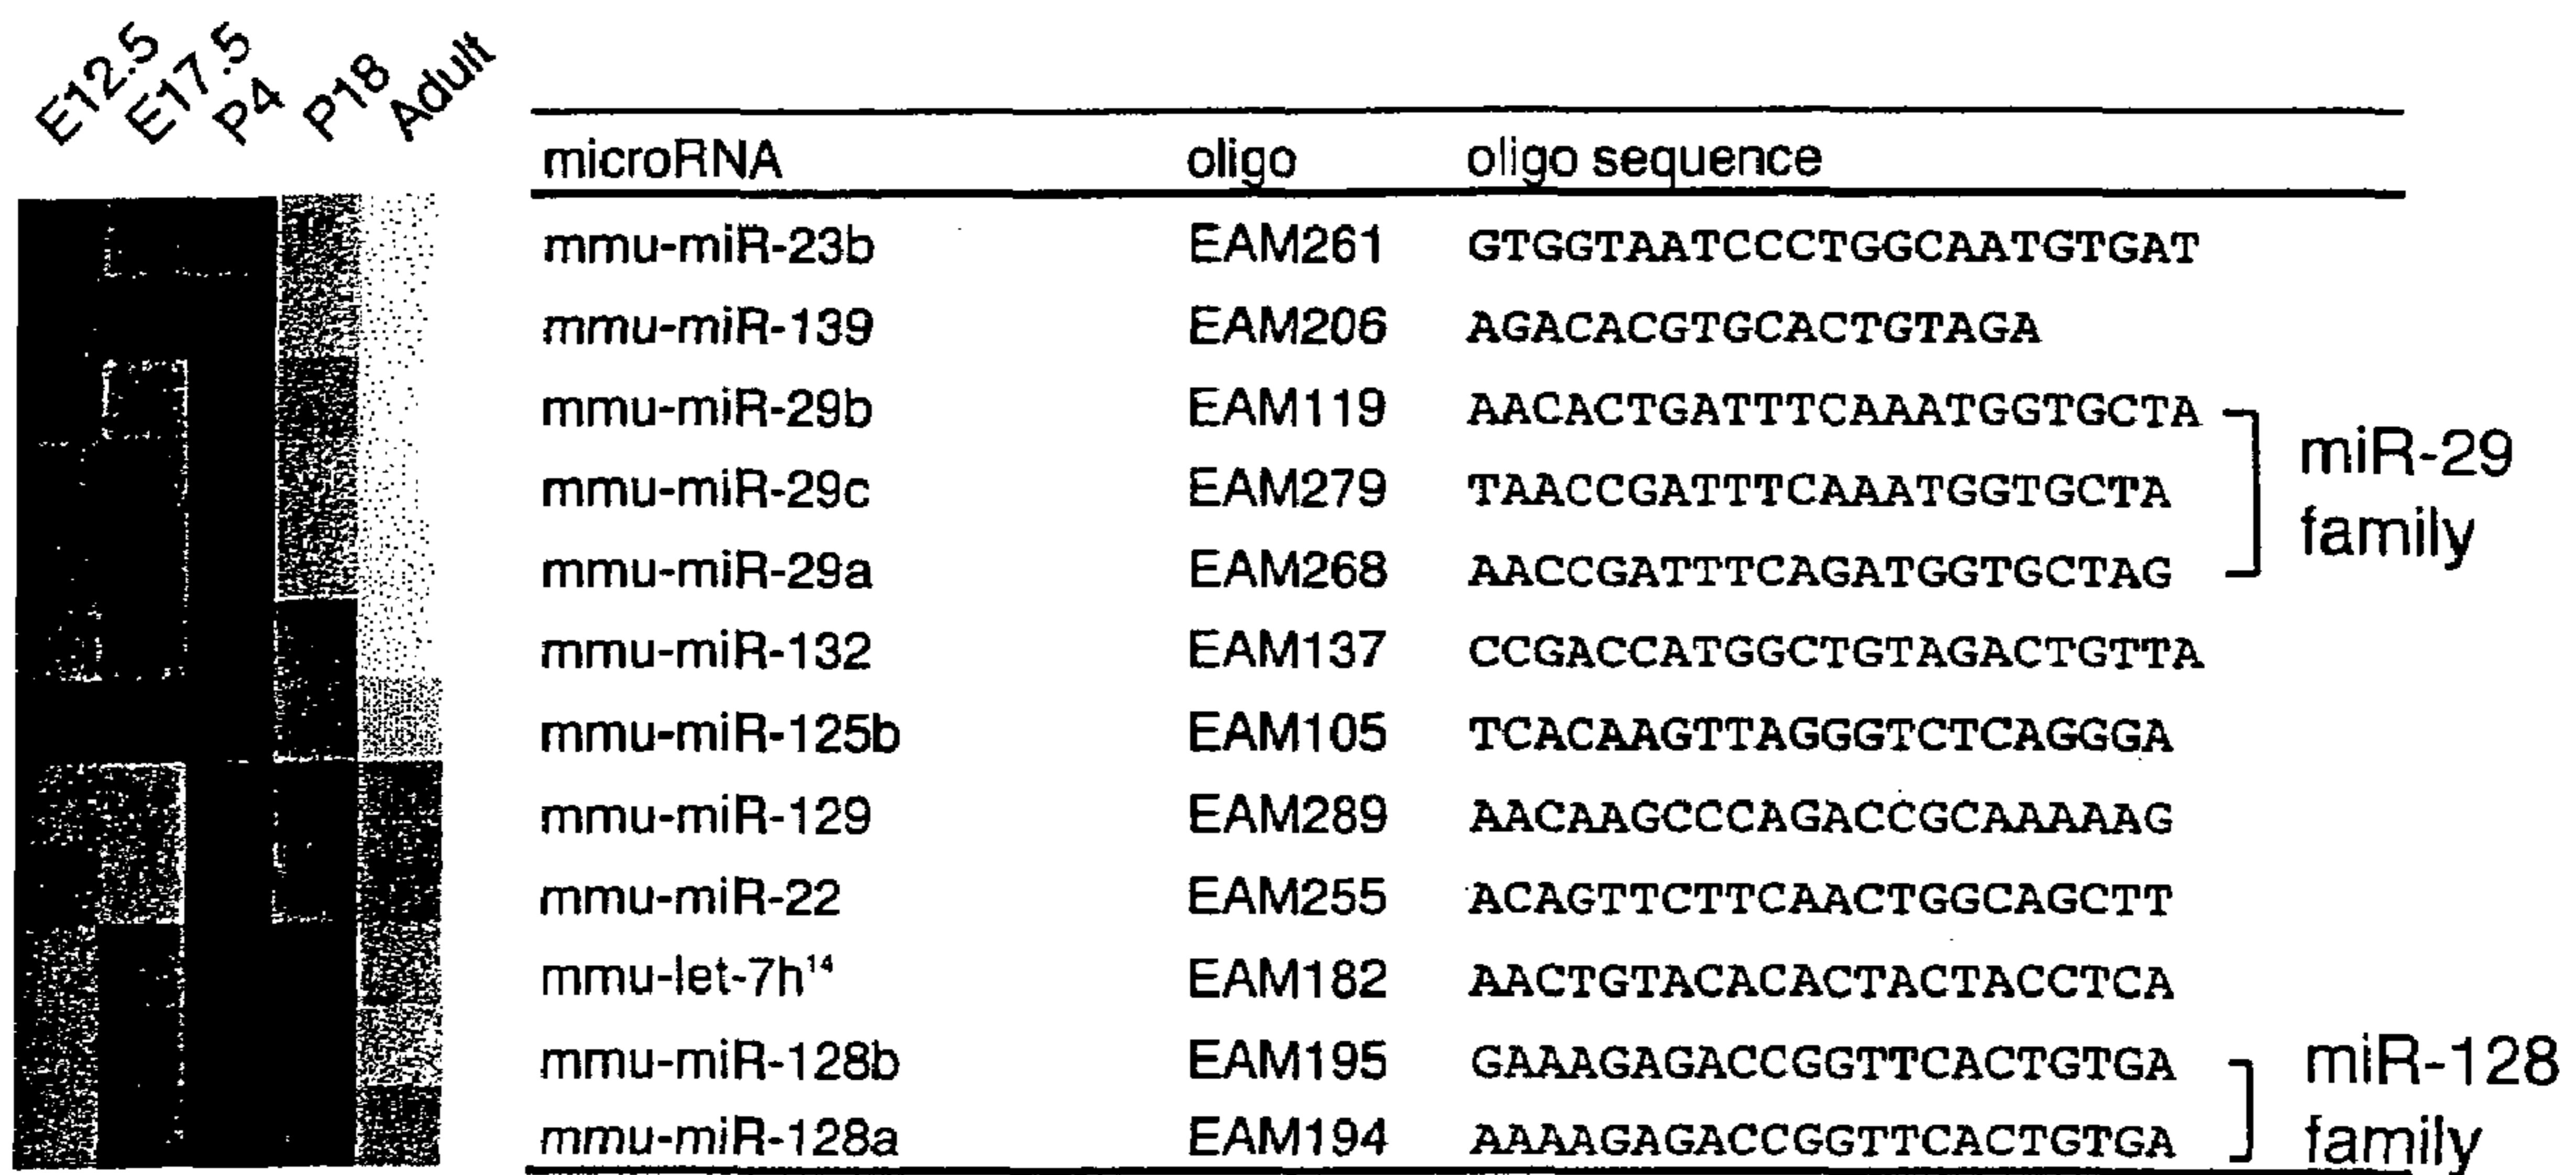 E12.5 E17.5 P4 P18 Adult
microRNA oligo oligo sequence
mmu-miR-23b EAM261 GTGGTAATCCCTGGCAATGTGAT
mmu-miR-139 EAM206 AGACACGTGCACTGTAGA
mmu-miR-29b EAM119 AACACTGATTTCAAATGGTGCTA
mmu-miR-29c EAM279 TAACCGATTTCAAATGGTGCTA
mmu-miR-29a EAM268 AACCGATTTCAGATGGTGCTAG
miR-29
family
mmu-miR-132 EAM137 CCGACCATGGCTGTAGACTGTTA
mmu-miR-125b EAM105 TCACAAGTTAGGGTCTCAGGGA
mmu-miR-129 EAM289 AACAAGCCCAGACCGCAAAAAG
mmu-miR-22 EAM255 ACAGTTCTTCAACTGGCAGCTT
mmu-let-7h¹⁴ EAM182 AACTGTACACACTACTACCTCA
mmu-miR-128b EAM195 GAAAGAGACCGGTTCACTGTGA
mmu-miR-128a EAM194 AAAAGAGACCGGTTCACTGTGA
miR-128
family